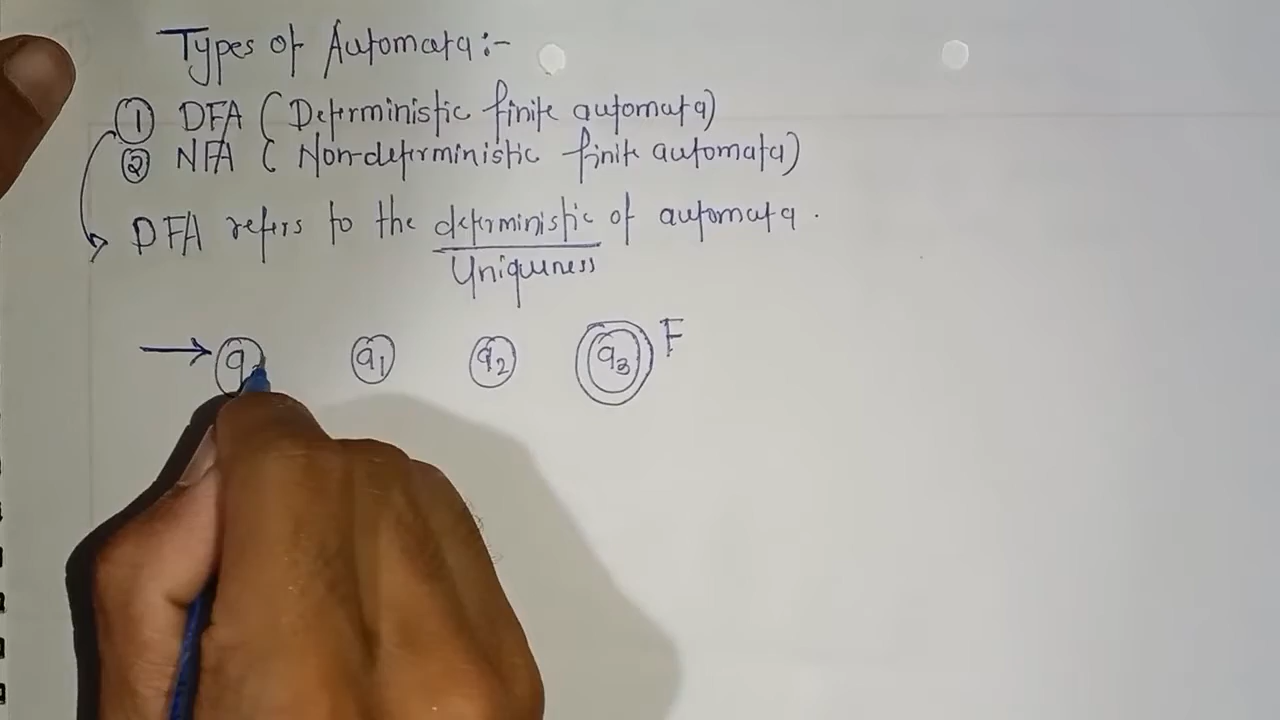 Types of Automata:-
① DFA (Deterministic finite automata)
② NFA (Non-deterministic finite automata)
DFA refers to the deterministic of automata.
Uniquness
q q1 q2 q3 F